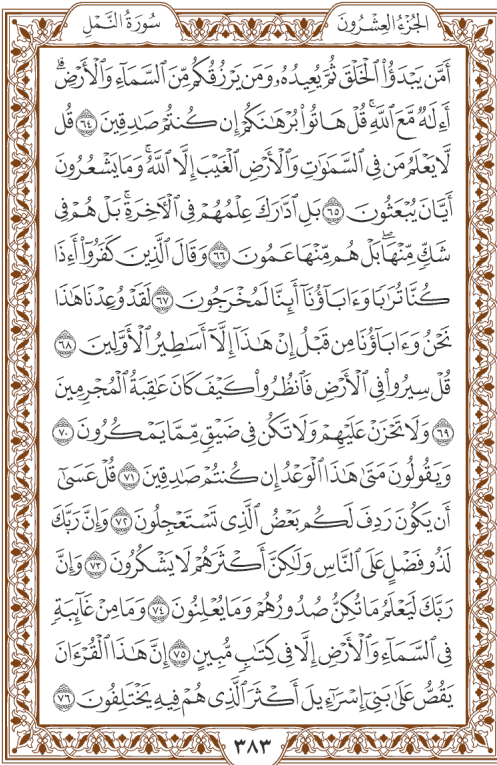 الجزء العشرون
سورة النمل
أَمَّن يَبْدَؤُا۟ ٱلْخَلْقَ ثُمَّ يُعِيدُهُۥ وَمَن يَرْزُقُكُم مِّنَ ٱلسَّمَآءِ وَٱلْأَرْضِ ۗ
أَءِلَٰهٌ مَّعَ ٱللَّهِ ۚ قُلْ هَاتُوا۟ بُرْهَٰنَكُمْ إِن كُنتُمْ صَٰدِقِينَ ٦٤ قُل
لَّا يَعْلَمُ مَن فِى ٱلسَّمَٰوَٰتِ وَٱلْأَرْضِ ٱلْغَيْبَ إِلَّا ٱللَّهُ ۚ وَمَا يَشْعُرُونَ
أَيَّانَ يُبْعَثُونَ ٦٥ بَلِ ٱدَّٰرَكَ عِلْمُهُمْ فِى ٱلْءَاخِرَةِ ۚ بَلْ هُمْ فِى
شَكٍّ مِّنْهَا ۖ بَلْ هُم مِّنْهَا عَمُونَ ٦٦ وَقَالَ ٱلَّذِينَ كَفَرُوٓا۟ أَءِذَا
كُنَّا تُرَٰبًا وَءَابَآؤُنَآ أَئِنَّا لَمُخْرَجُونَ ٦٧ لَقَدْ وُعِدْنَا هَٰذَا
نَحْنُ وَءَابَآؤُنَا مِن قَبْلُ إِنْ هَٰذَآ إِلَّآ أَسَٰطِيرُ ٱلْأَوَّلِينَ ٦٨
قُلْ سِيرُوا۟ فِى ٱلْأَرْضِ فَٱنظُرُوا۟ كَيْفَ كَانَ عَٰقِبَةُ ٱلْمُجْرِمِينَ
٦٩ وَلَا تَحْزَنْ عَلَيْهِمْ وَلَا تَكُن فِى ضَيْقٍ مِّمَّا يَمْكُرُونَ ٧٠
وَيَقُولُونَ مَتَىٰ هَٰذَا ٱلْوَعْدُ إِن كُنتُمْ صَٰدِقِينَ ٧١ قُلْ عَسَىٰٓ
أَن يَكُونَ رَدِفَ لَكُم بَعْضُ ٱلَّذِى تَسْتَعْجِلُونَ ٧٢ وَإِنَّ رَبَّكَ
لَذُو فَضْلٍ عَلَى ٱلنَّاسِ وَلَٰكِنَّ أَكْثَرَهُمْ لَا يَشْكُرُونَ ٧٣ وَإِنَّ
رَبَّكَ لَيَعْلَمُ مَا تُكِنُّ صُدُورُهُمْ وَمَا يُعْلِنُونَ ٧٤ وَمَا مِنْ غَآئِبَةٍ
فِى ٱلسَّمَآءِ وَٱلْأَرْضِ إِلَّا فِى كِتَٰبٍ مُّبِينٍ ٧٥ إِنَّ هَٰذَا ٱلْقُرْءَانَ
يَقُصُّ عَلَىٰ بَنِىٓ إِسْرَٰٓءِيلَ أَكْثَرَ ٱلَّذِى هُمْ فِيهِ يَخْتَلِفُونَ ٧٦
٣٨٣